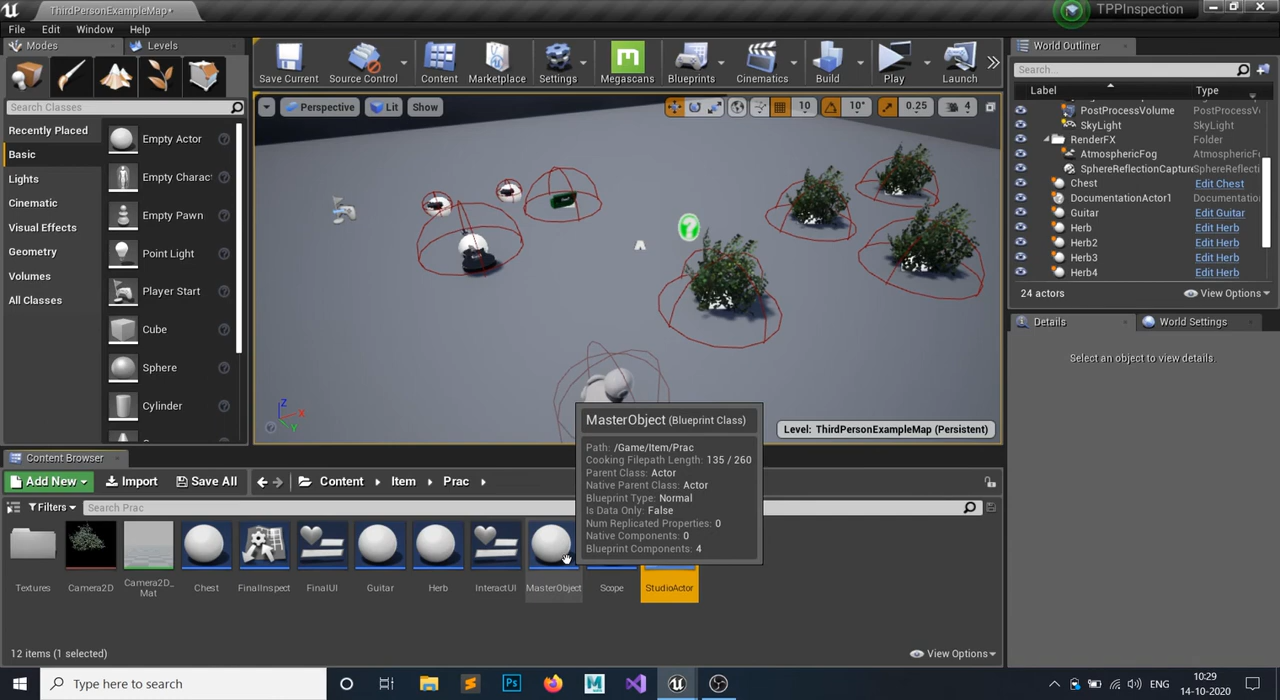 ThirdPersonExampleMap*
TPPInspection
File Edit Window Help
Modes
Levels
Search Classes
Recently Placed
Basic
Lights
Cinematic
Visual Effects
Geometry
Volumes
All Classes
Empty Actor
Empty Charac
Empty Pawn
Point Light
Player Start
Cube
Sphere
Cylinder
Save Current
Source Control
Content
Marketplace
Settings
Megascans
Blueprints
Cinematics
Build
Play
Launch
Perspective
Lit
Show
10
10°
0.25
4
Level: ThirdPersonExampleMap (Persistent)
World Outliner
Search...
Label
Type
PostProcessVolume PostProcessV
SkyLight SkyLight
RenderFX Folder
AtmosphericFog AtmosphericFog
SphereReflectionCapture SphereReflecti
Chest Edit Chest
DocumentationActor1 Documentatio
Guitar Edit Guitar
Herb Edit Herb
Herb2 Edit Herb
Herb3 Edit Herb
Herb4 Edit Herb
24 actors
View Options
Details
World Settings
Select an object to view details.
MasterObject (Blueprint Class)
Path: /Game/Item/Prac
Cooking Filepath Length: 135 / 260
Parent Class: Actor
Native Parent Class: Actor
Blueprint Type: Normal
Is Data Only: False
Num Replicated Properties: 0
Native Components: 0
Blueprint Components: 4
Content Browser
Add New
Import
Save All
Content
Item
Prac
Filters
Search Prac
Textures
Camera2D
Camera2D_
Mat
Chest
FinalInspect
FinalUI
Guitar
Herb
InteractUI
MasterObject
Scope
StudioActor
12 items (1 selected)
View Options
Type here to search
ENG
10:29
14-10-2020